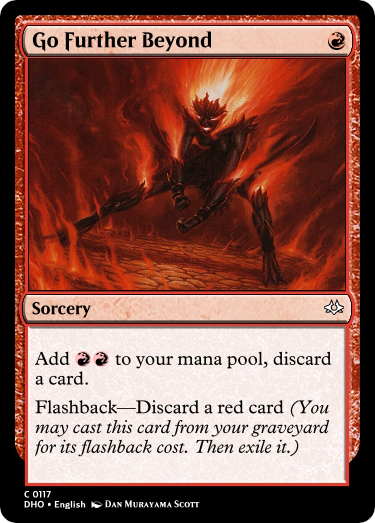 Go Further Beyond
Sorcery
Add to your mana pool, discard
a card.
Flashback—Discard a red card (You
may cast this card from your graveyard
for its flashback cost. Then exile it.)
C 0117
DHO • English Dan Murayama Scott